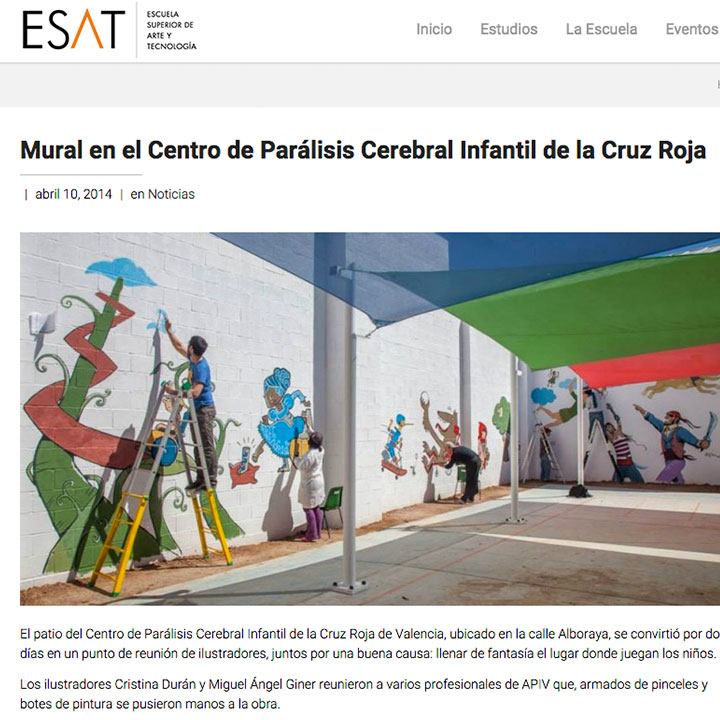 ESAT
ESCUELA
SUPERIOR DE
ARTE Y
TECNOLOGÍA
Inicio Estudios La Escuela Eventos
Mural en el Centro de Parálisis Cerebral Infantil de la Cruz Roja
| abril 10, 2014 | en Noticias
El patio del Centro de Parálisis Cerebral Infantil de la Cruz Roja de Valencia, ubicado en la calle Alboraya, se convirtió por do
días en un punto de reunión de ilustradores, juntos por una buena causa: llenar de fantasía el lugar donde juegan los niños.
Los ilustradores Cristina Durán y Miguel Ángel Giner reunieron a varios profesionales de APIV que, armados de pinceles y
botes de pintura se pusieron manos a la obra.